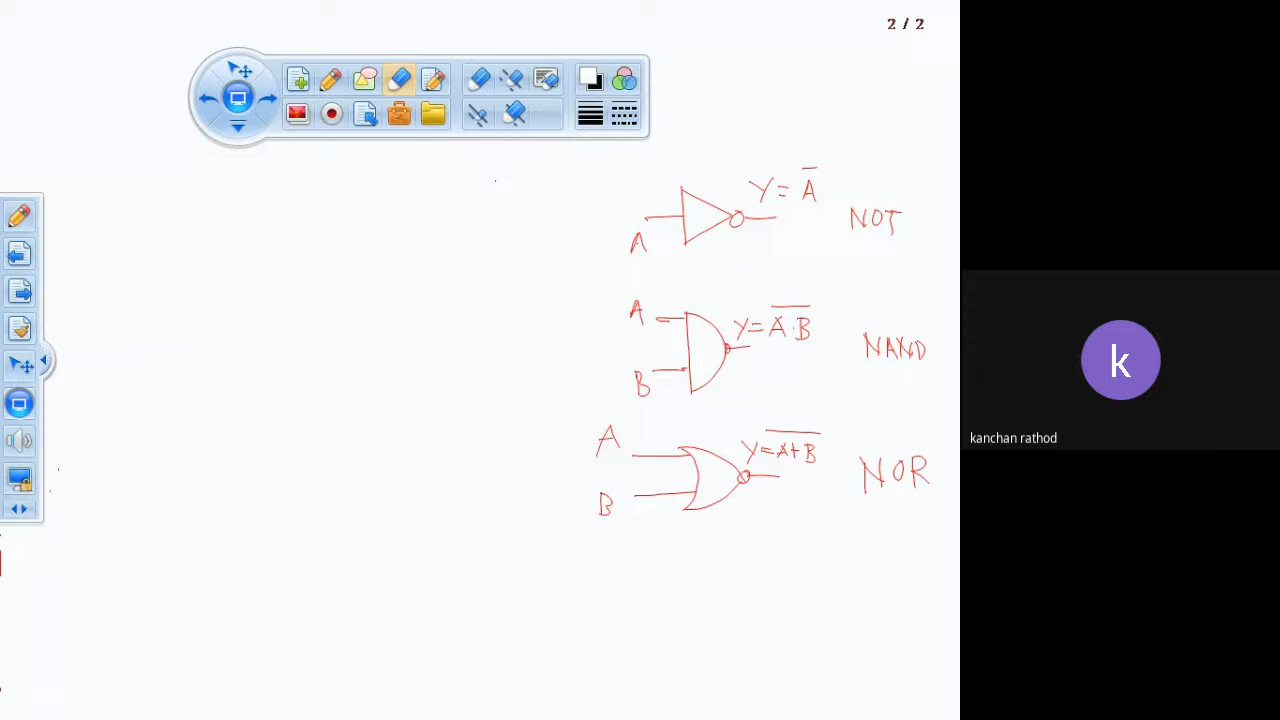 2 / 2
Y = A̅
A
NOT
A
Y = A̅·̅B̅
NAND
B
A
Y = A̅+̅B̅
NOR
B
k
kanchan rathod